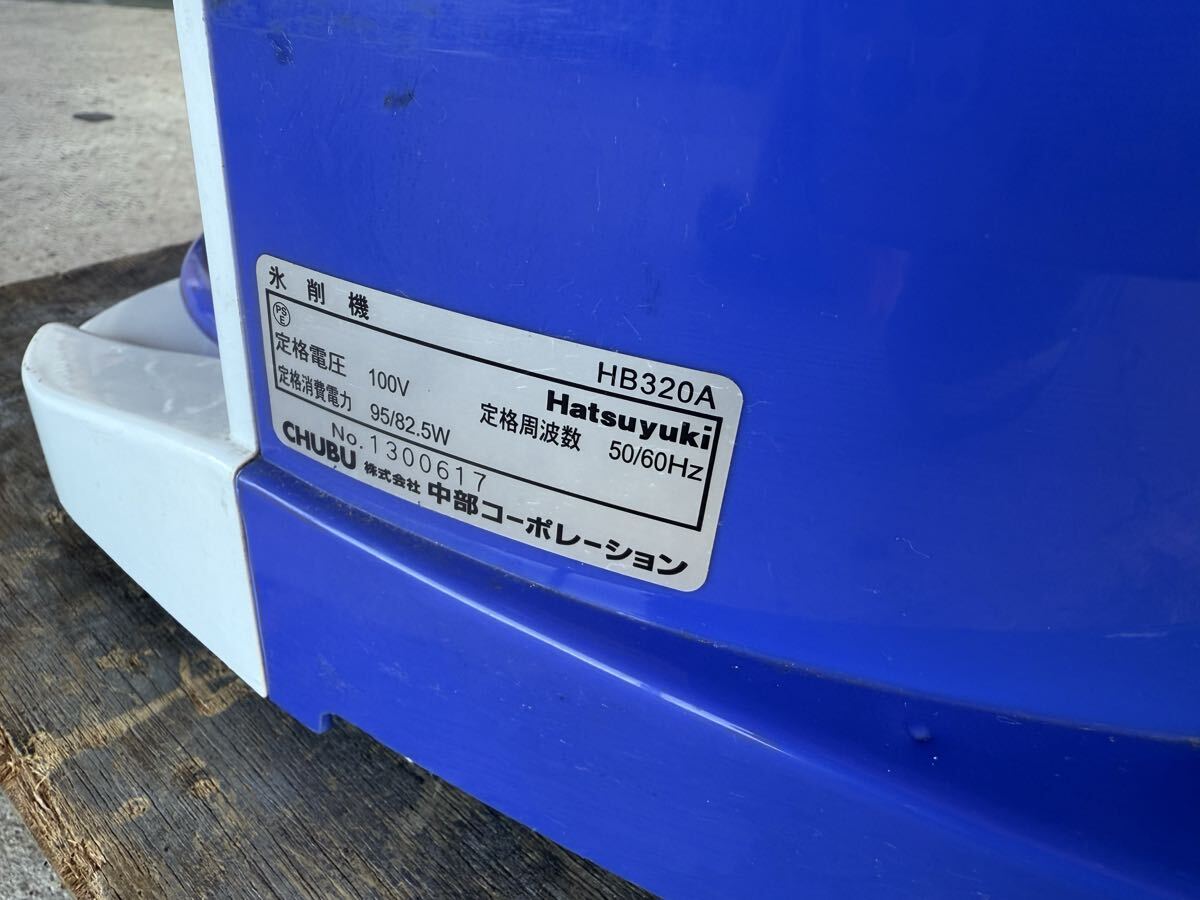 氷削機 HB320A
PSE Hatsuyuki
定格電圧 100V 定格周波数 50/60Hz
定格消費電力 95/82.5W
No.1300617
CHUBU 株式会社 中部コーポレーション